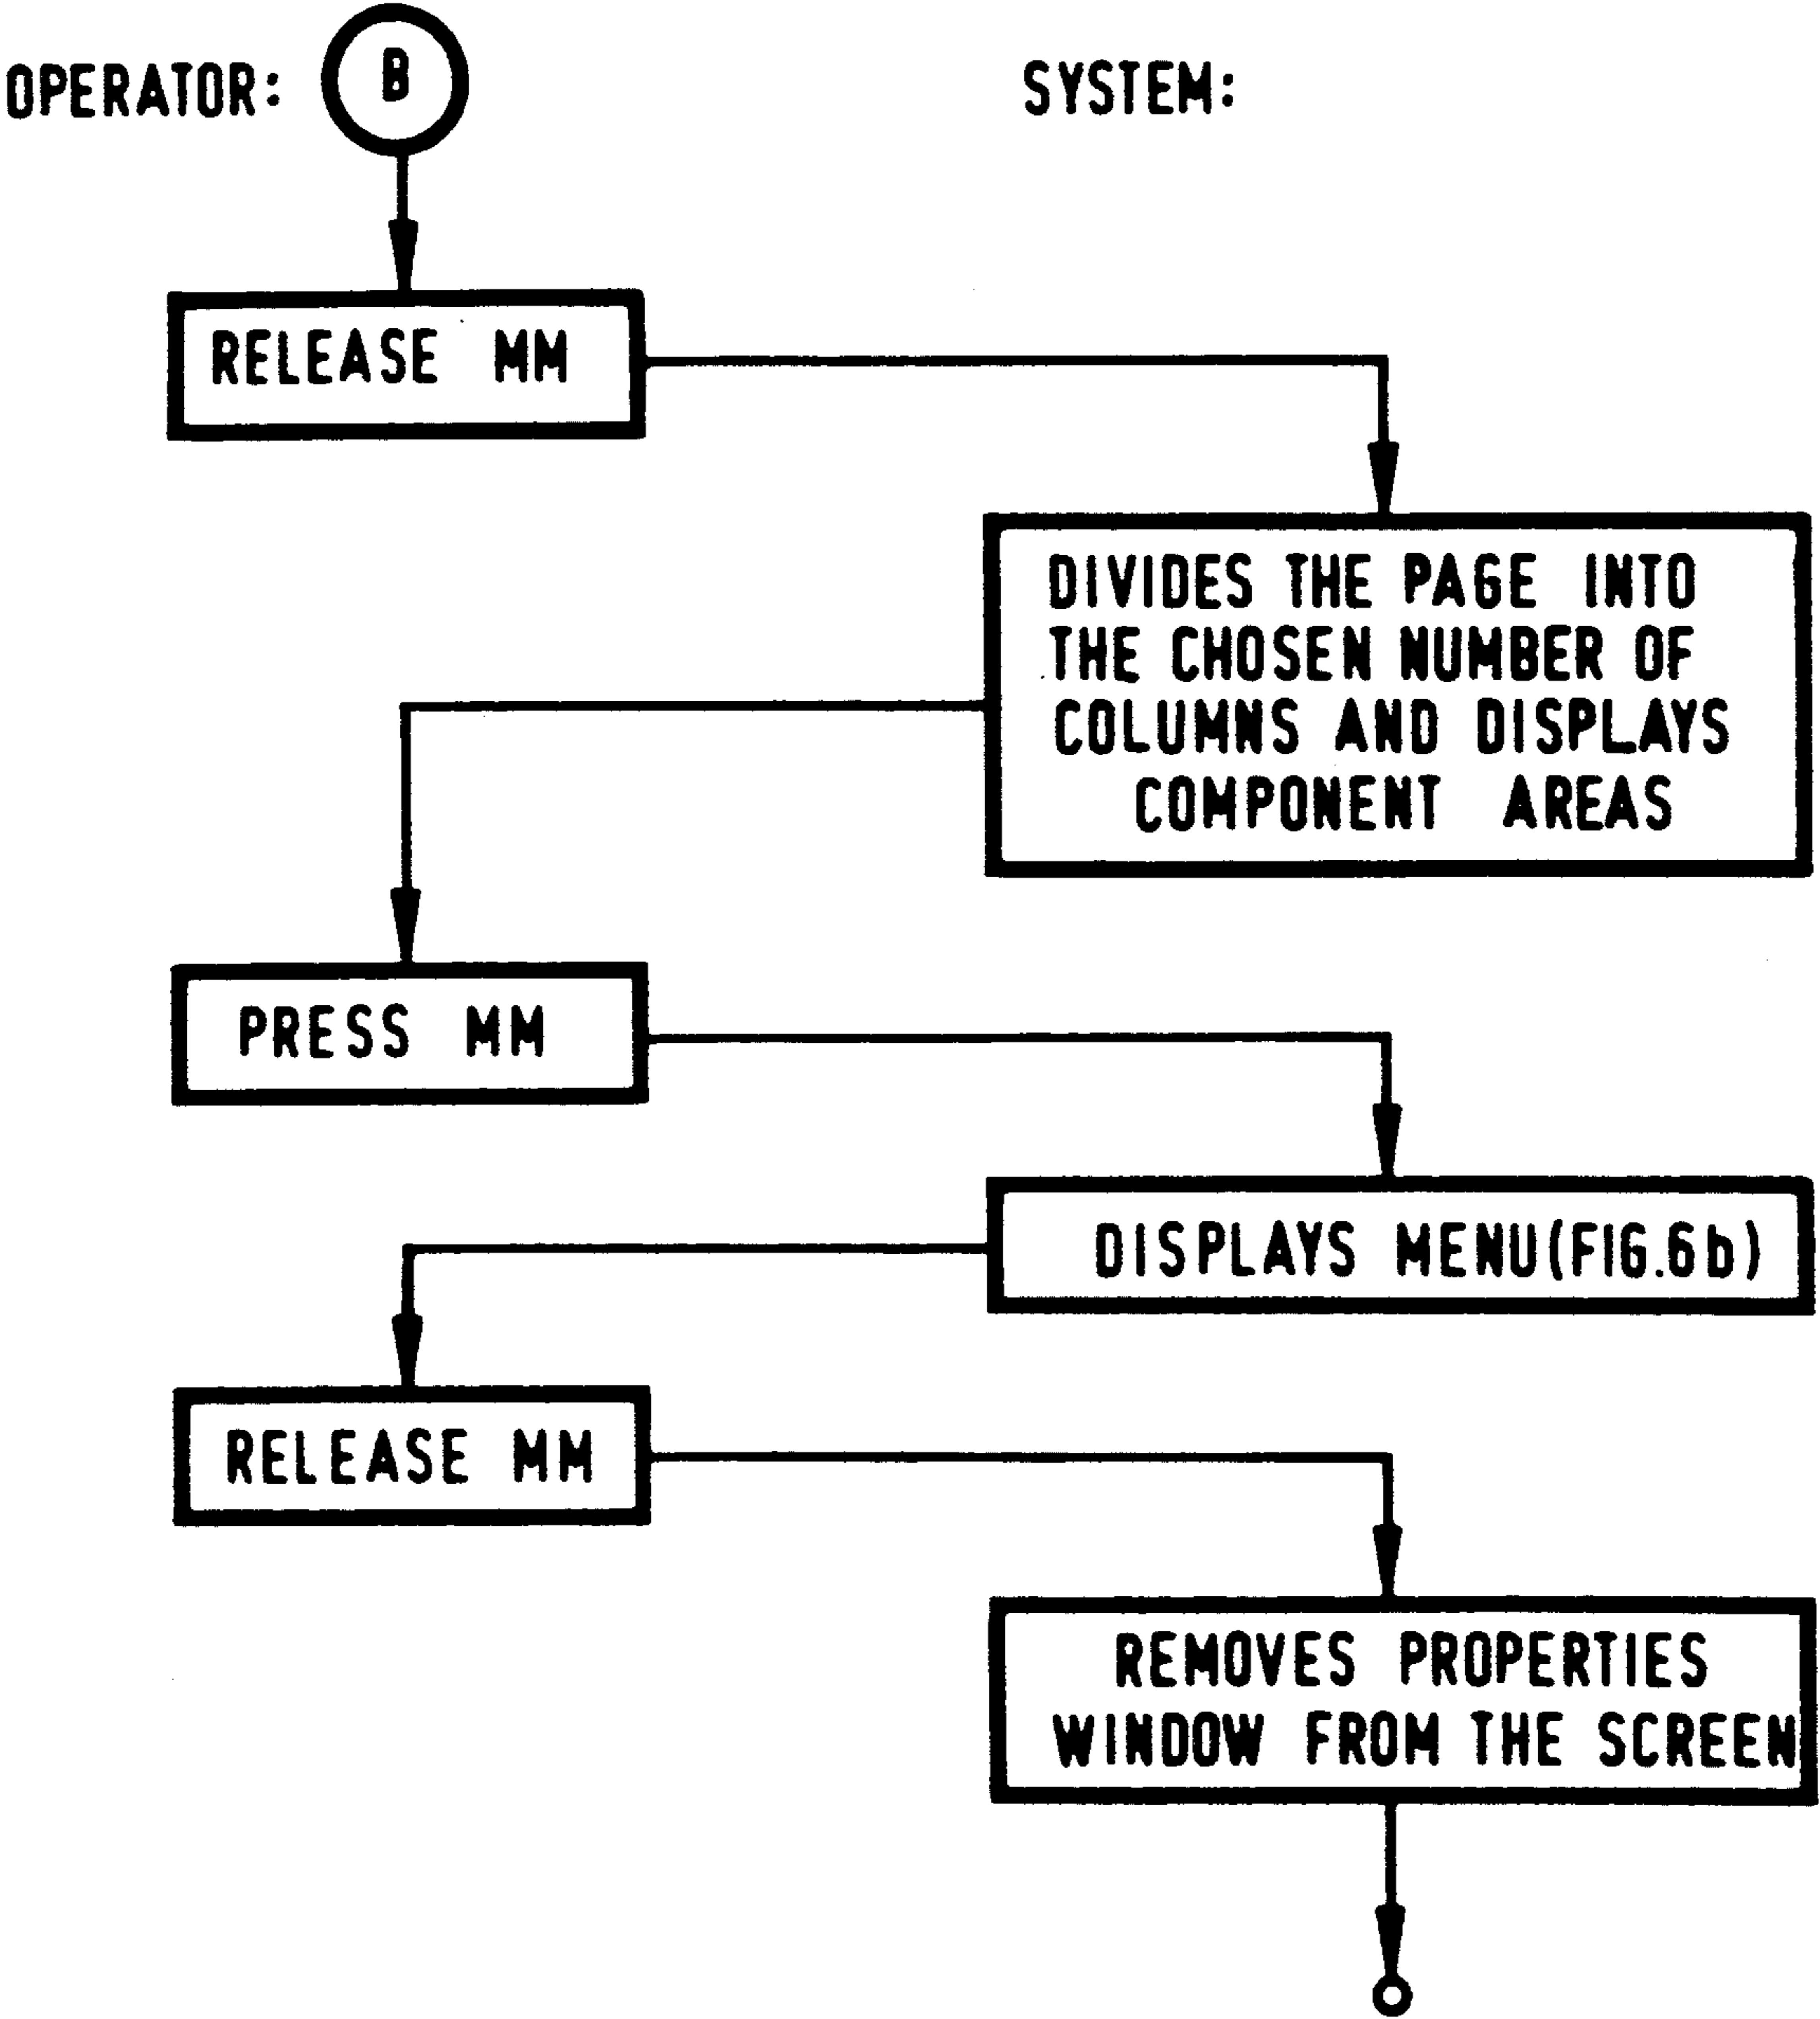 OPERATOR:
B
SYSTEM:
RELEASE MM
DIVIDES THE PAGE INTO
THE CHOSEN NUMBER OF
COLUMNS AND DISPLAYS
COMPONENT AREAS
PRESS MM
DISPLAYS MENU(FIG.6b)
RELEASE MM
REMOVES PROPERTIES
WINDOW FROM THE SCREEN